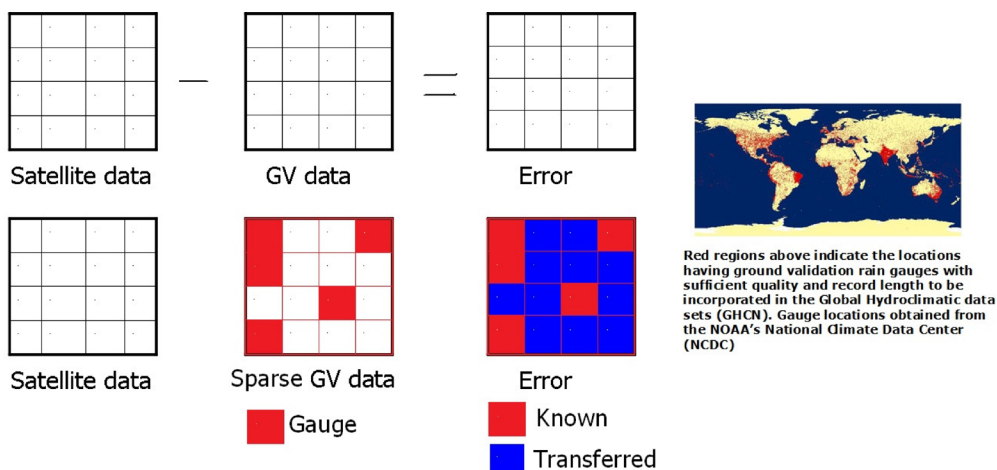 Satellite data
GV data
Error
Satellite data
Sparse GV data
Error
Gauge
Known
Transferred
Red regions above indicate the locations
having ground validation rain gauges with
sufficient quality and record length to be
incorporated in the Global Hydroclimatic data
sets (GHCN). Gauge locations obtained from
the NOAA's National Climate Data Center
(NCDC)